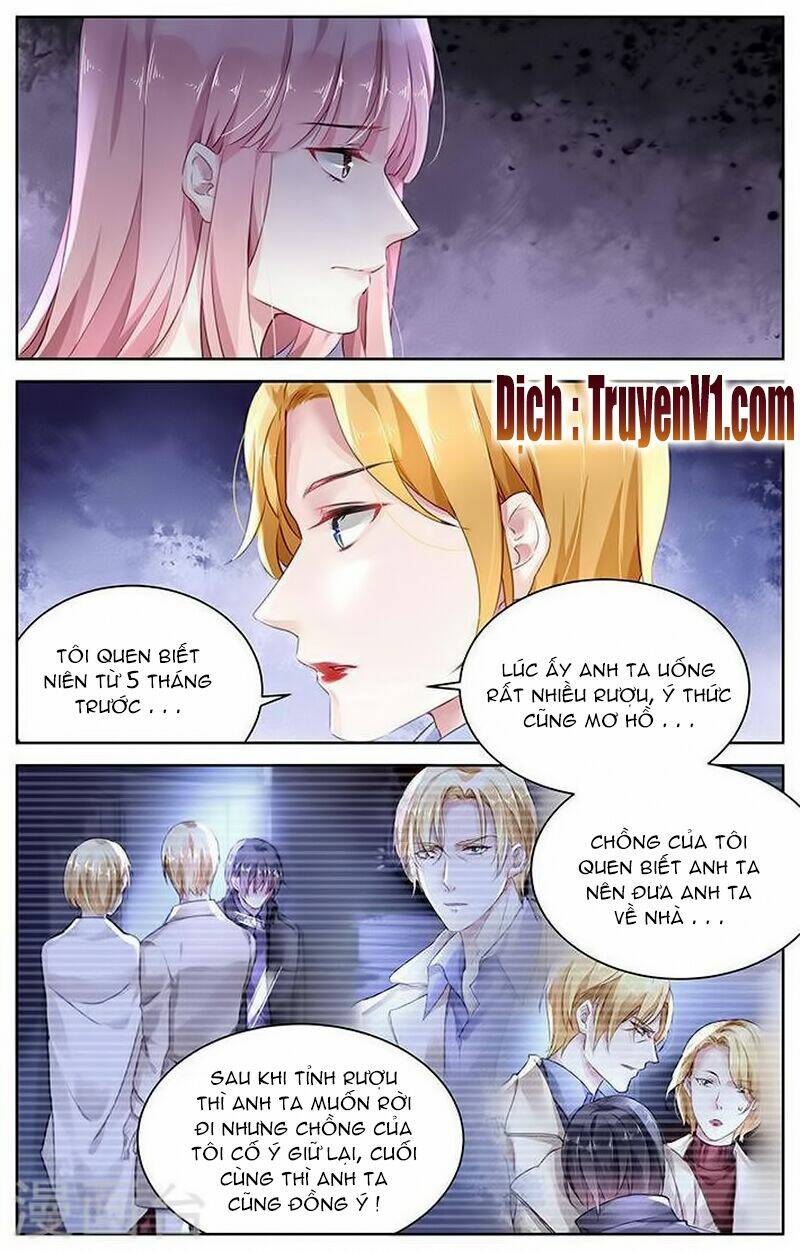 Dịch : TruyenV1.com
TÔI QUEN BIẾT
NIÊN TỪ 5 THÁNG
TRƯỚC . . .
LÚC ẤY ANH TA UỐNG
RẤT NHIỀU RƯỢU, Ý THỨC
CŨNG MƠ HỒ . . .
CHỒNG CỦA TÔI
QUEN BIẾT ANH TA
NÊN ĐƯA ANH TA
VỀ NHÀ . . .
SAU KHI TỈNH RƯỢU
THÌ ANH TA MUỐN RỜI
ĐI NHƯNG CHỒNG CỦA
TÔI CỐ Ý GIỮ LẠI, CUỐI
CÙNG THÌ ANH TA
CŨNG ĐỒNG Ý !
漫画台